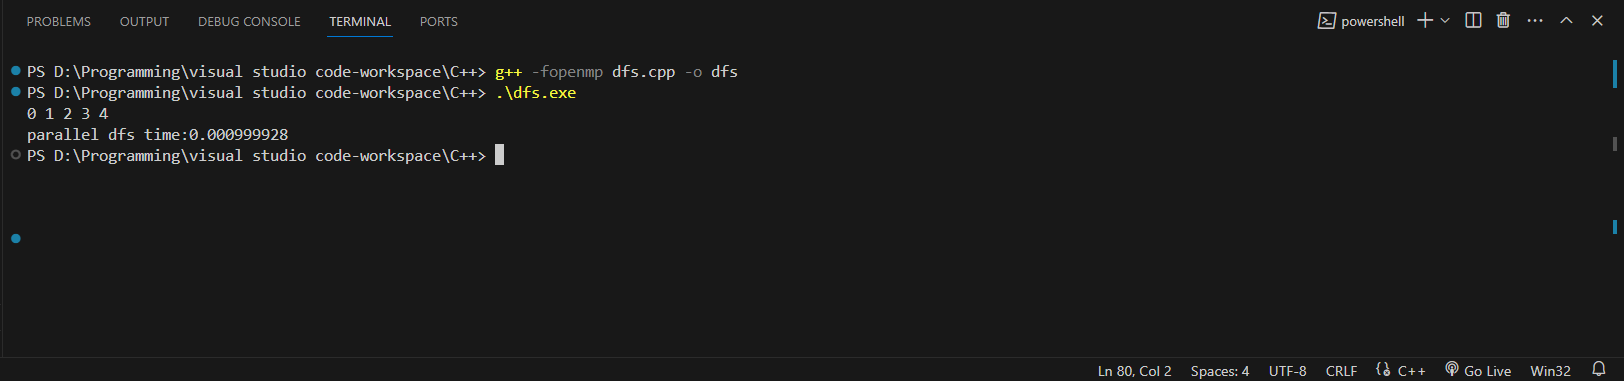 PROBLEMS OUTPUT DEBUG CONSOLE TERMINAL PORTS powershell
PS D:\Programming\visual studio code-workspace\C++> g++ -fopenmp dfs.cpp -o dfs
PS D:\Programming\visual studio code-workspace\C++> .\dfs.exe
0 1 2 3 4
parallel dfs time:0.000999928
PS D:\Programming\visual studio code-workspace\C++>
Ln 80, Col 2 Spaces: 4 UTF-8 CRLF C++ Go Live Win32